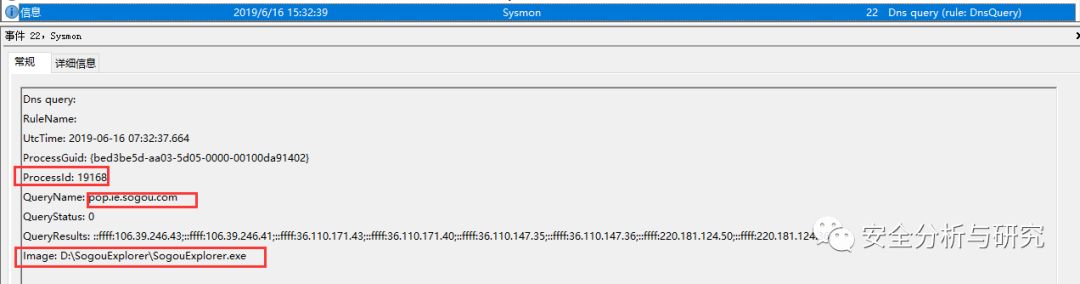 信息 2019/6/16 15:32:39 Sysmon 22 Dns query (rule: DnsQuery)
事件 22，Sysmon
常规 详细信息
Dns query:
RuleName:
UtcTime: 2019-06-16 07:32:37.664
ProcessGuid: {bed3be5d-aa03-5d05-0000-00100da91402}
ProcessId: 19168
QueryName: pop.ie.sogou.com
QueryStatus: 0
QueryResults: ::ffff:106.39.246.43;::ffff:106.39.246.41;::ffff:36.110.171.43;::ffff:36.110.171.40;::ffff:36.110.147.35;::ffff:36.110.147.36;::ffff:220.181.124.50;::ffff:220.181.124
Image: D:\SogouExplorer\SogouExplorer.exe
安全分析与研究